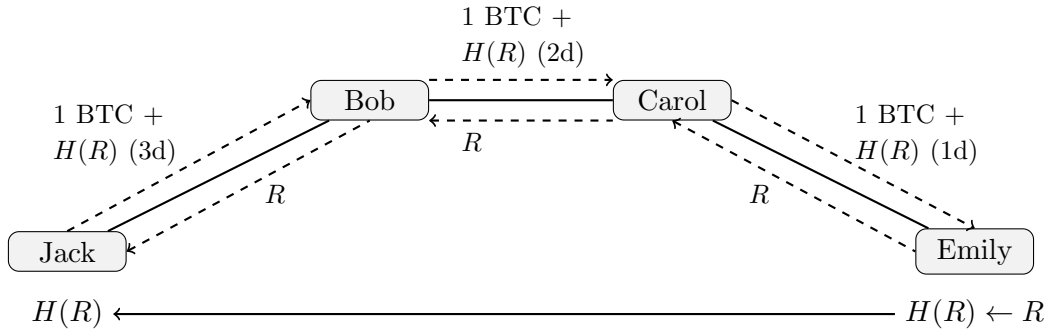 1 BTC +
H(R) (2d)
Bob
Carol
1 BTC +
H(R) (3d)
1 BTC +
H(R) (1d)
R
R
R
Jack
Emily
H(R)
H(R) ← R